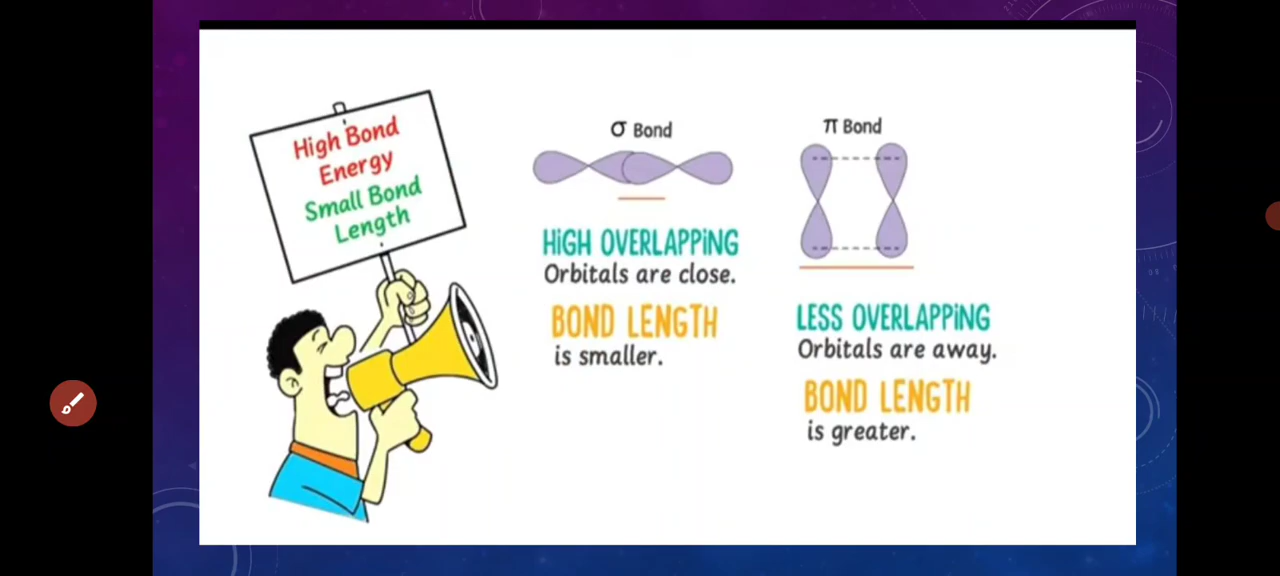 High Bond
Energy
Small Bond
Length
σ Bond
HiGH OVERLAPPiNG
Orbitals are close.
BOND LENGTH
is smaller.
π Bond
LESS OVERLAPPiNG
Orbitals are away.
BOND LENGTH
is greater.